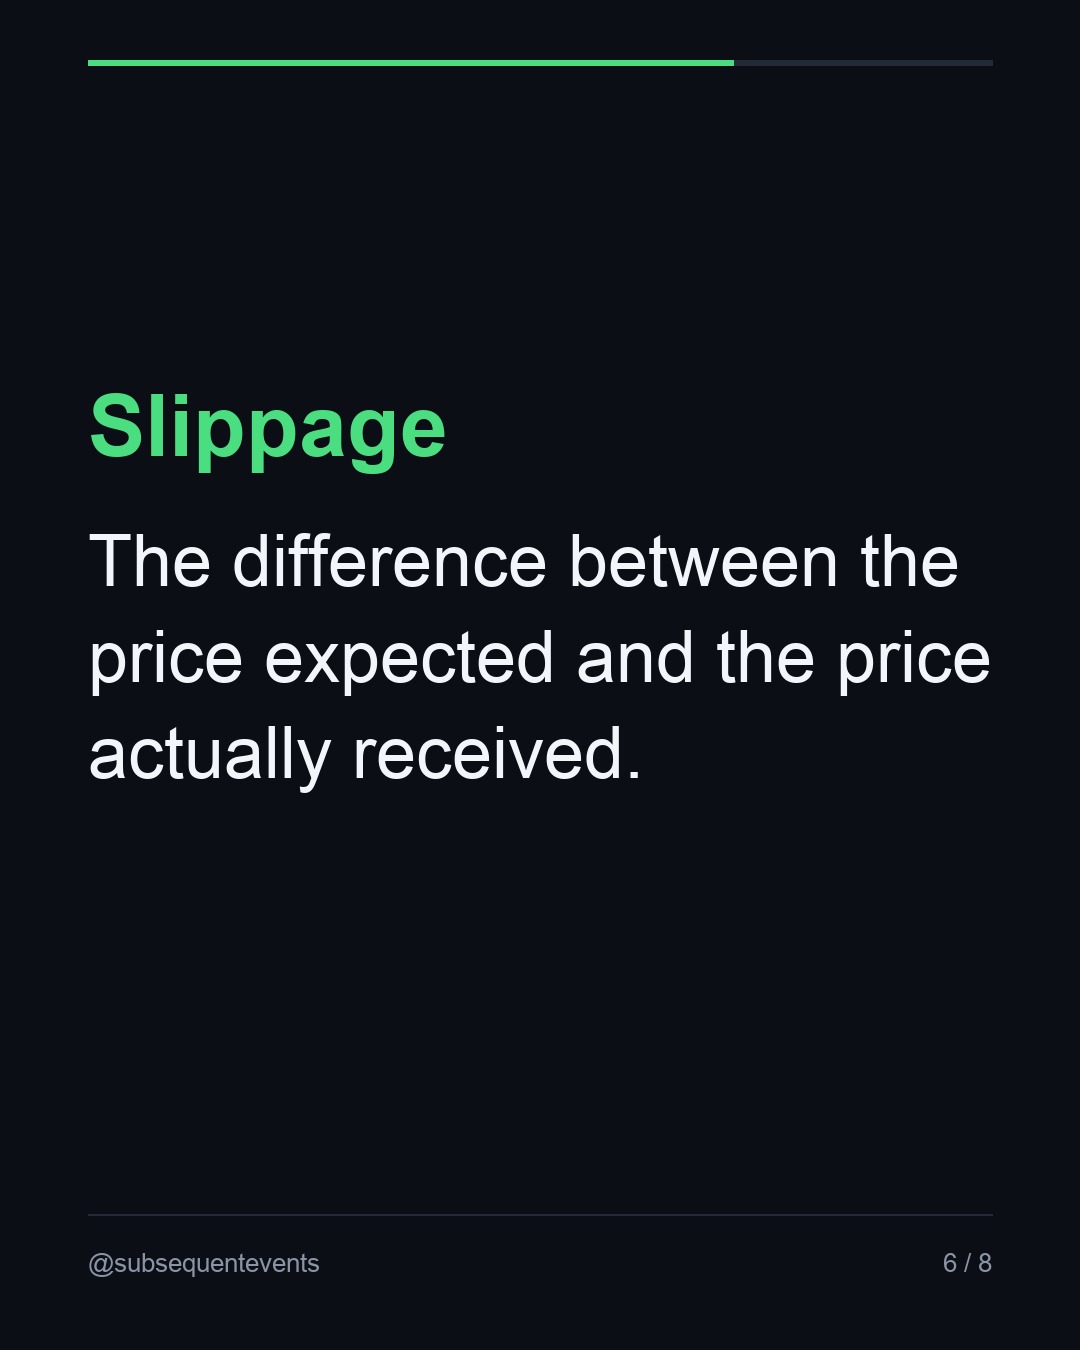 Slippage
The difference between the
price expected and the price
actually received.
@subsequentevents
6 / 8